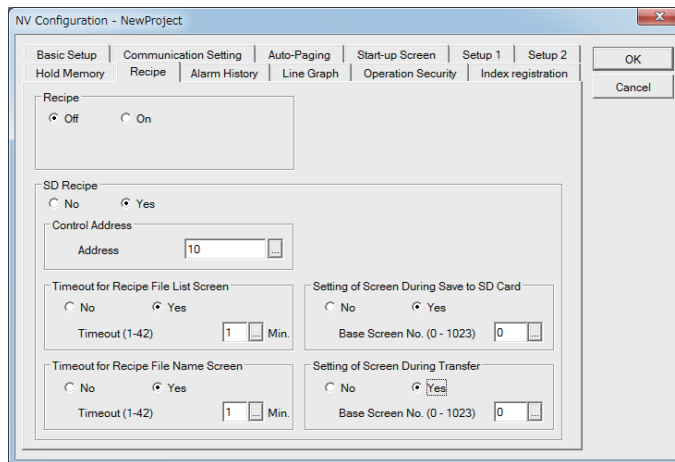 NV Configuration - NewProject
Basic Setup Communication Setting Auto-Paging Start-up Screen Setup 1 Setup 2
Hold Memory Recipe Alarm History Line Graph Operation Security Index registration
OK
Cancel
Recipe
Off On
SD Recipe
No Yes
Control Address
Address 10 ...
Timeout for Recipe File List Screen
No Yes
Timeout (1-42) 1 ... Min.
Setting of Screen During Save to SD Card
No Yes
Base Screen No. (0 - 1023) 0 ...
Timeout for Recipe File Name Screen
No Yes
Timeout (1-42) 1 ... Min.
Setting of Screen During Transfer
No Yes
Base Screen No. (0 - 1023) 0 ...